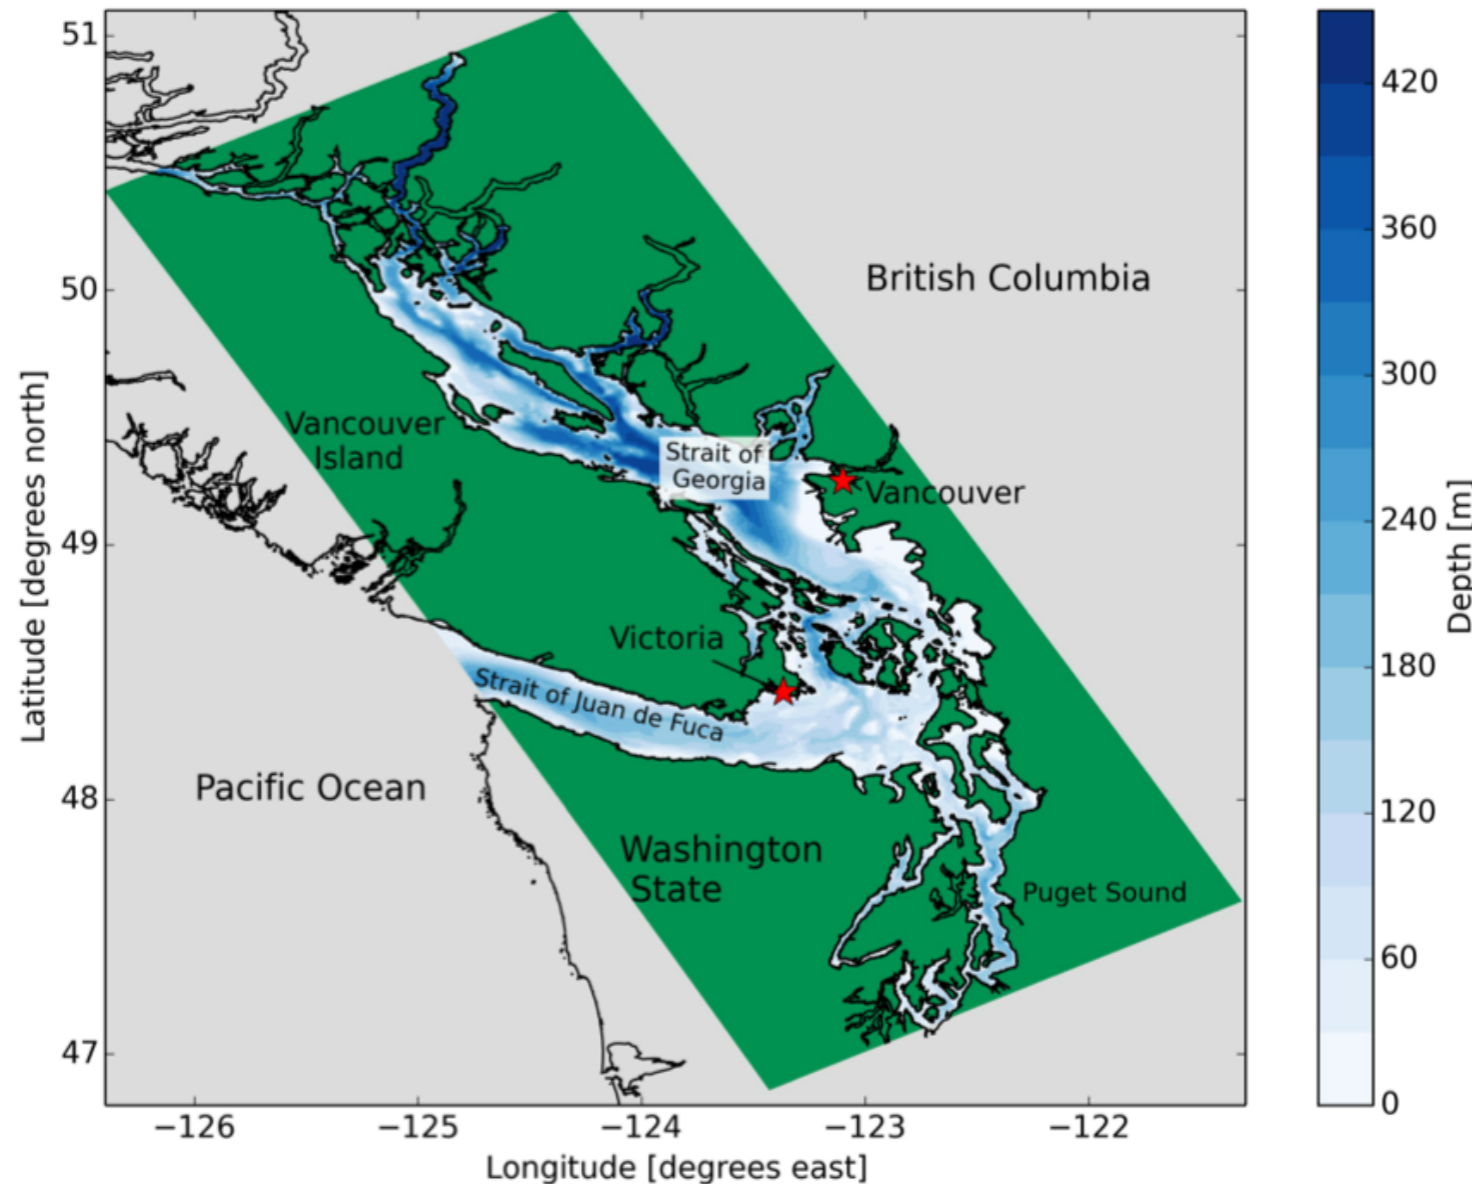 51
50
49
48
47
Latitude [degrees north]
British Columbia
Vancouver
Island
Strait of
Georgia
Vancouver
Victoria
Strait of Juan de Fuca
Pacific Ocean
Washington
State
Puget Sound
−126
−125
−124
−123
−122
Longitude [degrees east]
420
360
300
240
180
120
60
0
Depth [m]